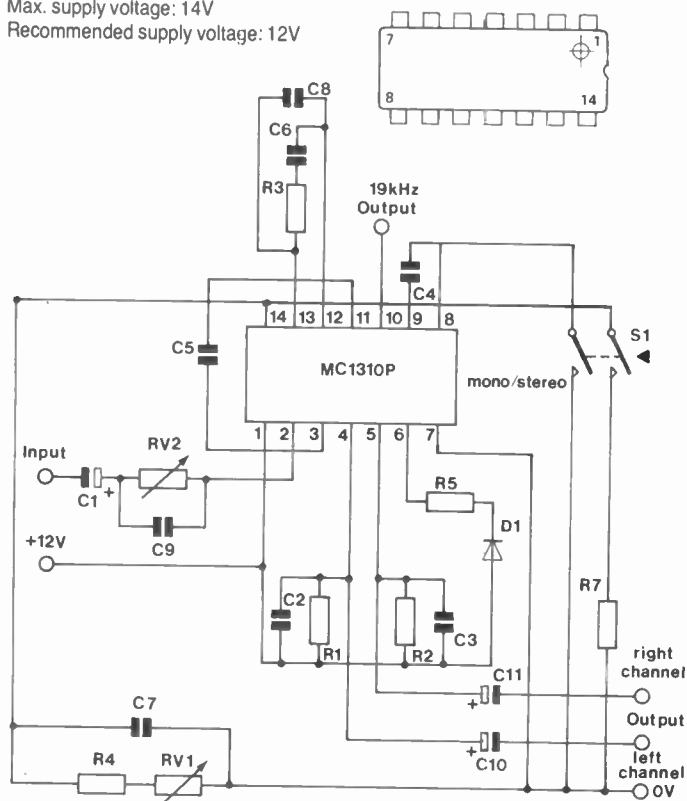 Max. supply voltage: 14V
Recommended supply voltage: 12V
7
1
8
14
C8
C6
R3
19kHz
Output
C4
14 13 12 11 10 9 8
C5
MC1310P
S1
mono/stereo
1 2 3 4 5 6 7
Input
RV2
C1
+
C9
R5
D1
+12V
C2
R1
R2
C3
R7
right
channel
C11
+
Output
C7
C10
+
left
channel
R4
RV1
0V